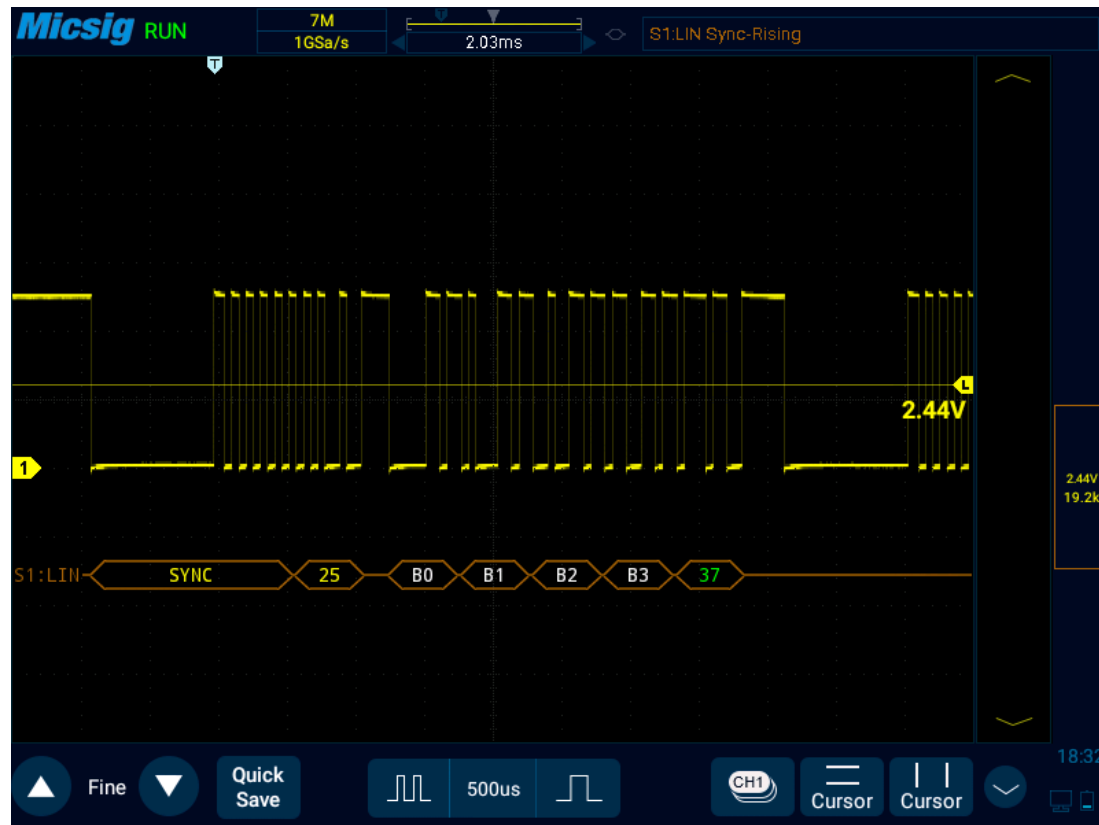 Micsig RUN 7M 1GSa/s 2.03ms S1:LIN Sync-Rising
T
T
L
2.44V
1
2.44V
19.2k
S1:LIN SYNC 25 B0 B1 B2 B3 37
18:32
Fine Quick Save 500us CH1 Cursor Cursor